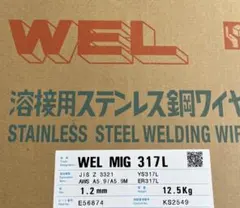 WEL
溶接用ステンレス鋼ワイヤ
STAINLESS STEEL WELDING WIR
WEL MIG 317L
JIS Z 3321 YS317L
AWS A5.9/A5.9M ER317L
1.2mm 12.5Kg
E56874 KS2549